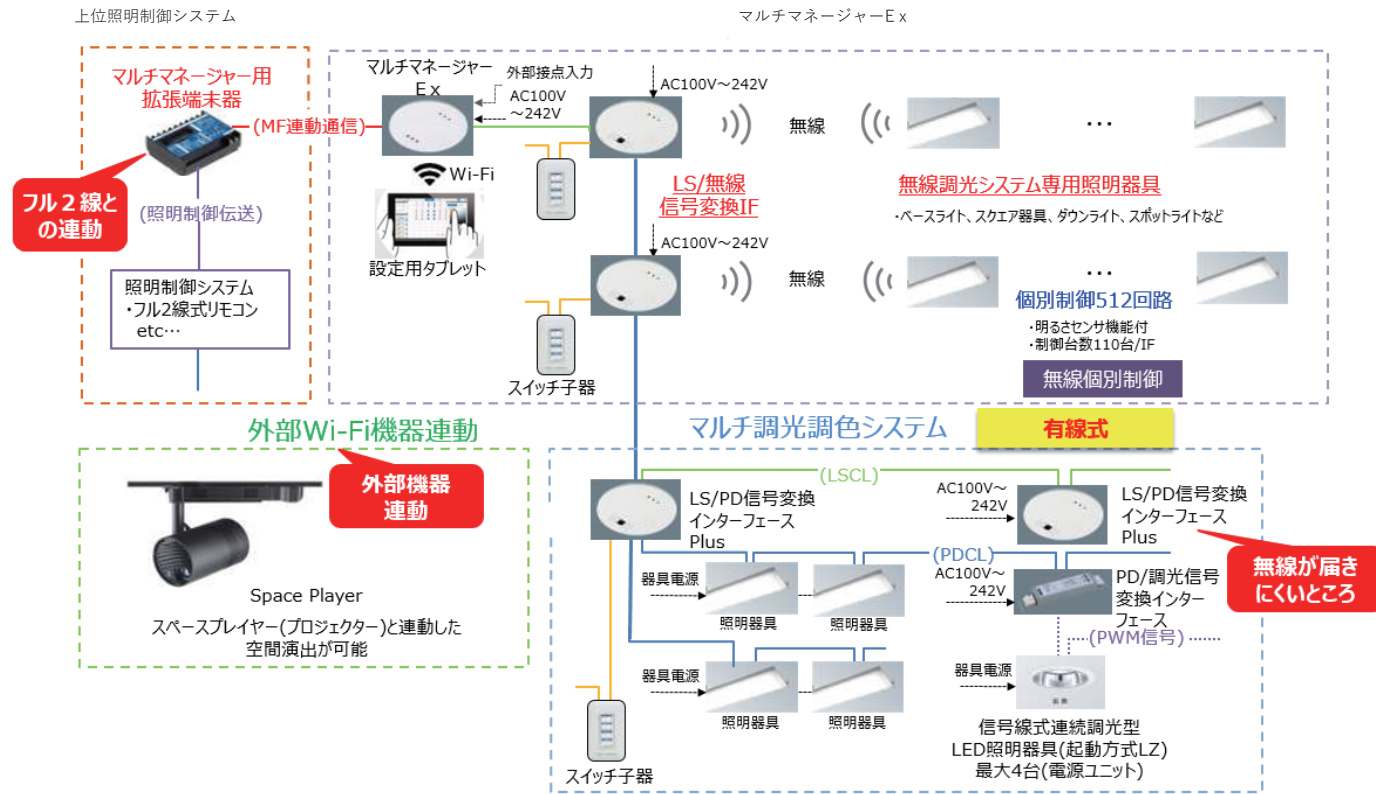 上位照明制御システム
マルチマネージャーEx
マルチマネージャー用
拡張端末器
(MF連動通信)
フル2線と
の連動
(照明制御伝送)
照明制御システム
・フル2線式リモコン
etc…
マルチマネージャー
Ex
外部接点入力
AC100V
～242V
Wi-Fi
設定用タブレット
AC100V～242V
無線
…
LS/無線
信号変換IF
無線調光システム専用照明器具
・ベースライト、スクエア器具、ダウンライト、スポットライトなど
AC100V～242V
無線
…
個別制御512回路
・明るさセンサ機能付
・制御台数110台/IF
無線個別制御
スイッチ子器
外部Wi-Fi機器連動
外部機器
連動
Space Player
スペースプレイヤー(プロジェクター)と連動した
空間演出が可能
マルチ調光調色システム
有線式
(LSCL)
LS/PD信号変換
インターフェース
Plus
AC100V～
242V
LS/PD信号変換
インターフェース
Plus
無線が届き
にくいところ
(PDCL)
器具電源
照明器具
照明器具
AC100V～
242V
PD/調光信号
変換インター
フェース
(PWM信号)
器具電源
照明器具
照明器具
器具電源
信号線式連続調光型
LED照明器具(起動方式LZ)
最大4台(電源ユニット)
スイッチ子器